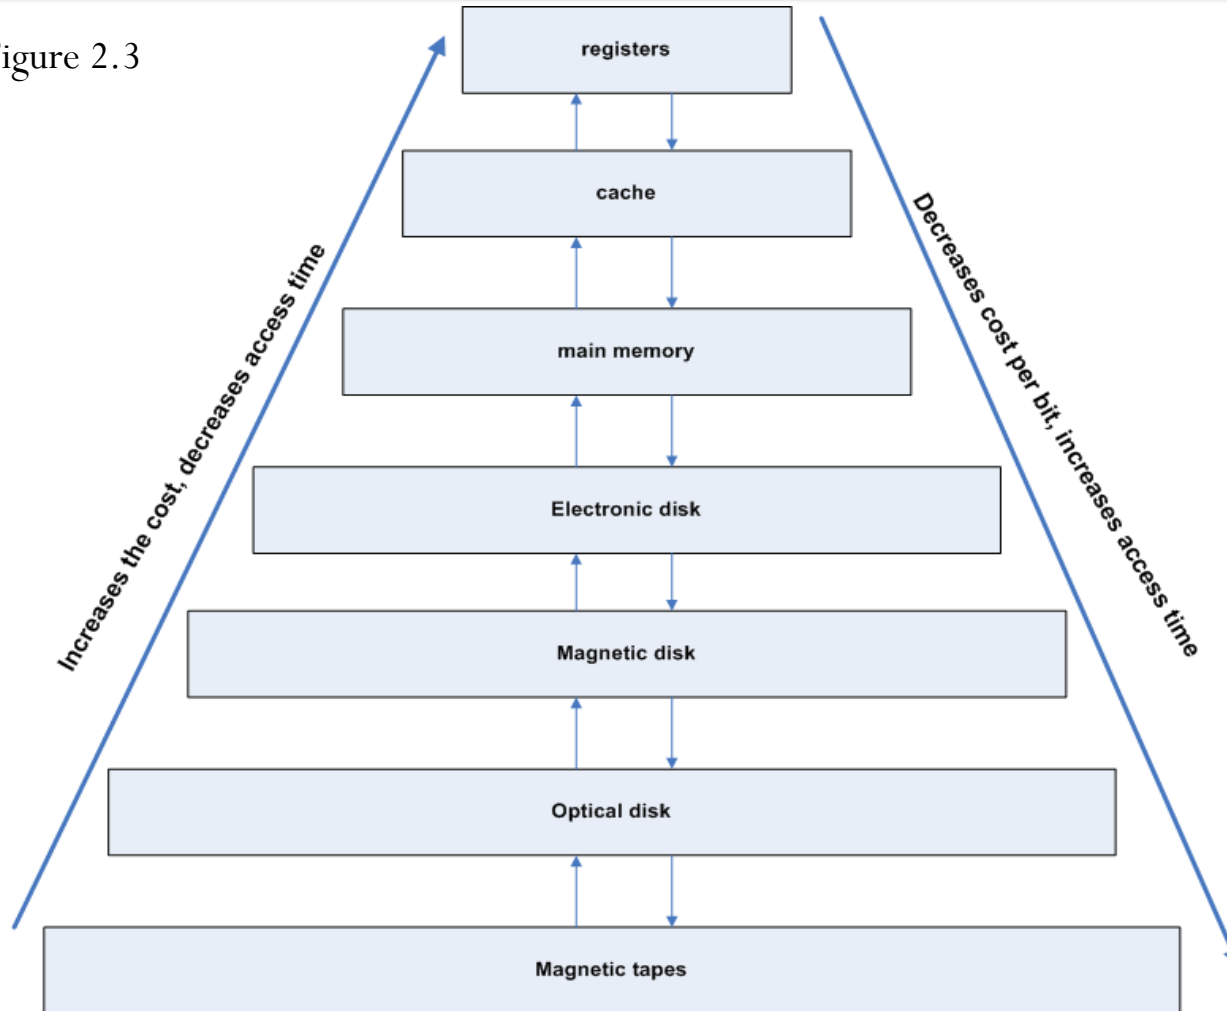 igure 2.3
registers
cache
Increases the cost, decreases access time
Decreases cost per bit, increases access time
main memory
Electronic disk
Magnetic disk
Optical disk
Magnetic tapes